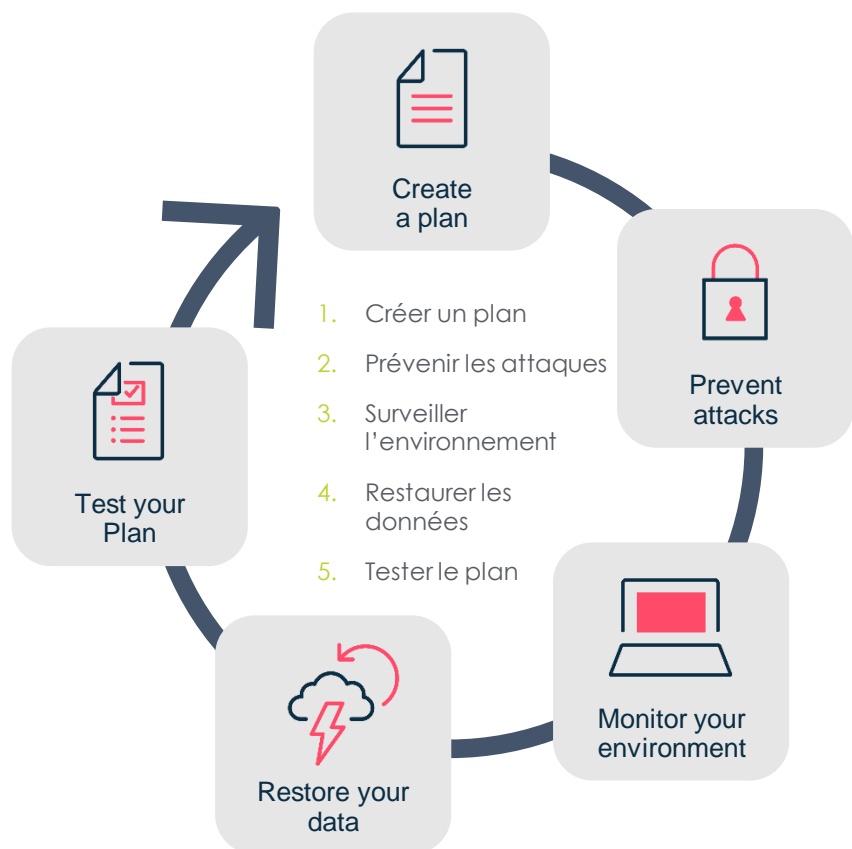 Create
a plan
Prevent
attacks
Monitor your
environment
Restore your
data
Test your
Plan
1. Créer un plan
2. Prévenir les attaques
3. Surveiller
l’environnement
4. Restaurer les
données
5. Tester le plan